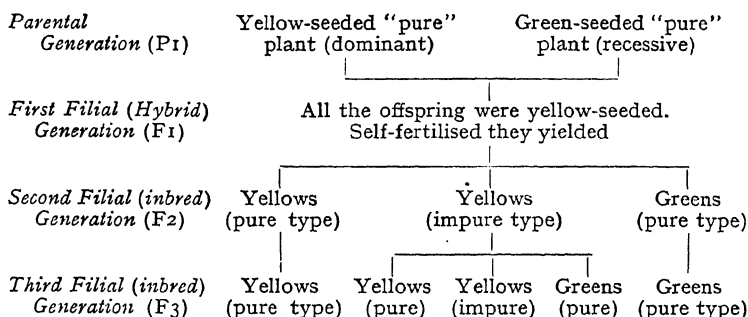 Parental Yellow-seeded “pure” Green-seeded “pure”
Generation (P1) plant (dominant) plant (recessive)
First Filial (Hybrid) All the offspring were yellow-seeded.
Generation (F1) Self-fertilised they yielded
Second Filial (inbred) Yellows Yellows Greens
Generation (F2) (pure type) (impure type) (pure type)
Third Filial (inbred) Yellows Yellows Yellows Greens Greens
Generation (F3) (pure type) (pure) (impure) (pure) (pure type)